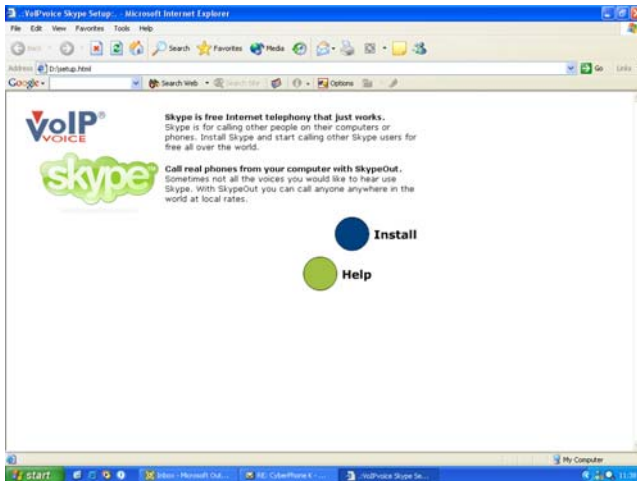 .:VoIPvoice Skype Setup:. - Microsoft Internet Explorer
File Edit View Favorites Tools Help
Search Favorites Media
Address D:\setup.html Go Links
Google Search Web Options
VoIP®
VOICE
skype
Skype is free Internet telephony that just works.
Skype is for calling other people on their computers or
phones. Install Skype and start calling other Skype users for
free all over the world.
Call real phones from your computer with SkypeOut.
Sometimes not all the voices you would like to hear use
Skype. With SkypeOut you can call anyone anywhere in the
world at local rates.
Install
Help
My Computer
start Inbox - Microsoft Out... RE: CyberPhone K - ... .:VoIPvoice Skype Se...